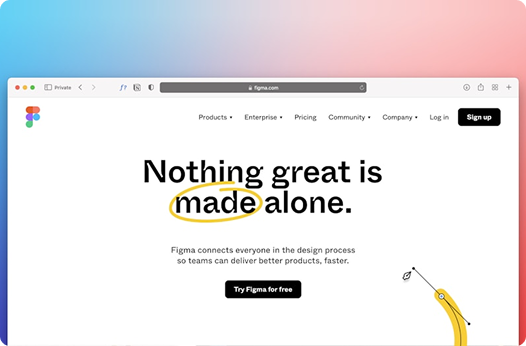 Private
f?
figma.com
Products
Enterprise
Pricing
Community
Company
Log in
Sign up
Nothing great is
made alone.
Figma connects everyone in the design process
so teams can deliver better products, faster.
Try Figma for free